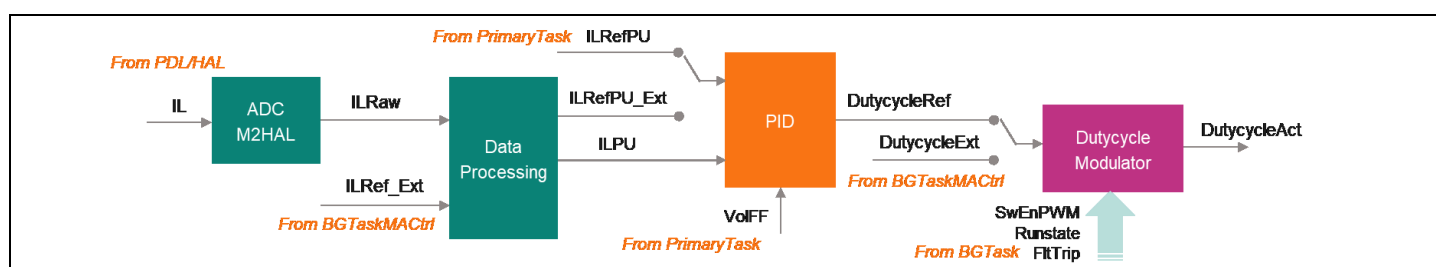 From PrimaryTask ILRefPU
From PDL/HAL
IL
ADC
M2HAL
ILRaw
ILRef_Ext
From BGTaskMACtrl
Data
Processing
ILRefPU_Ext
ILPU
PID
VolFF
From PrimaryTask
DutycycleRef
DutycycleExt
From BGTaskMACtrl
Dutycycle
Modulator
DutycycleAct
SwEnPWM
Runstate
From BGTask FltTrip